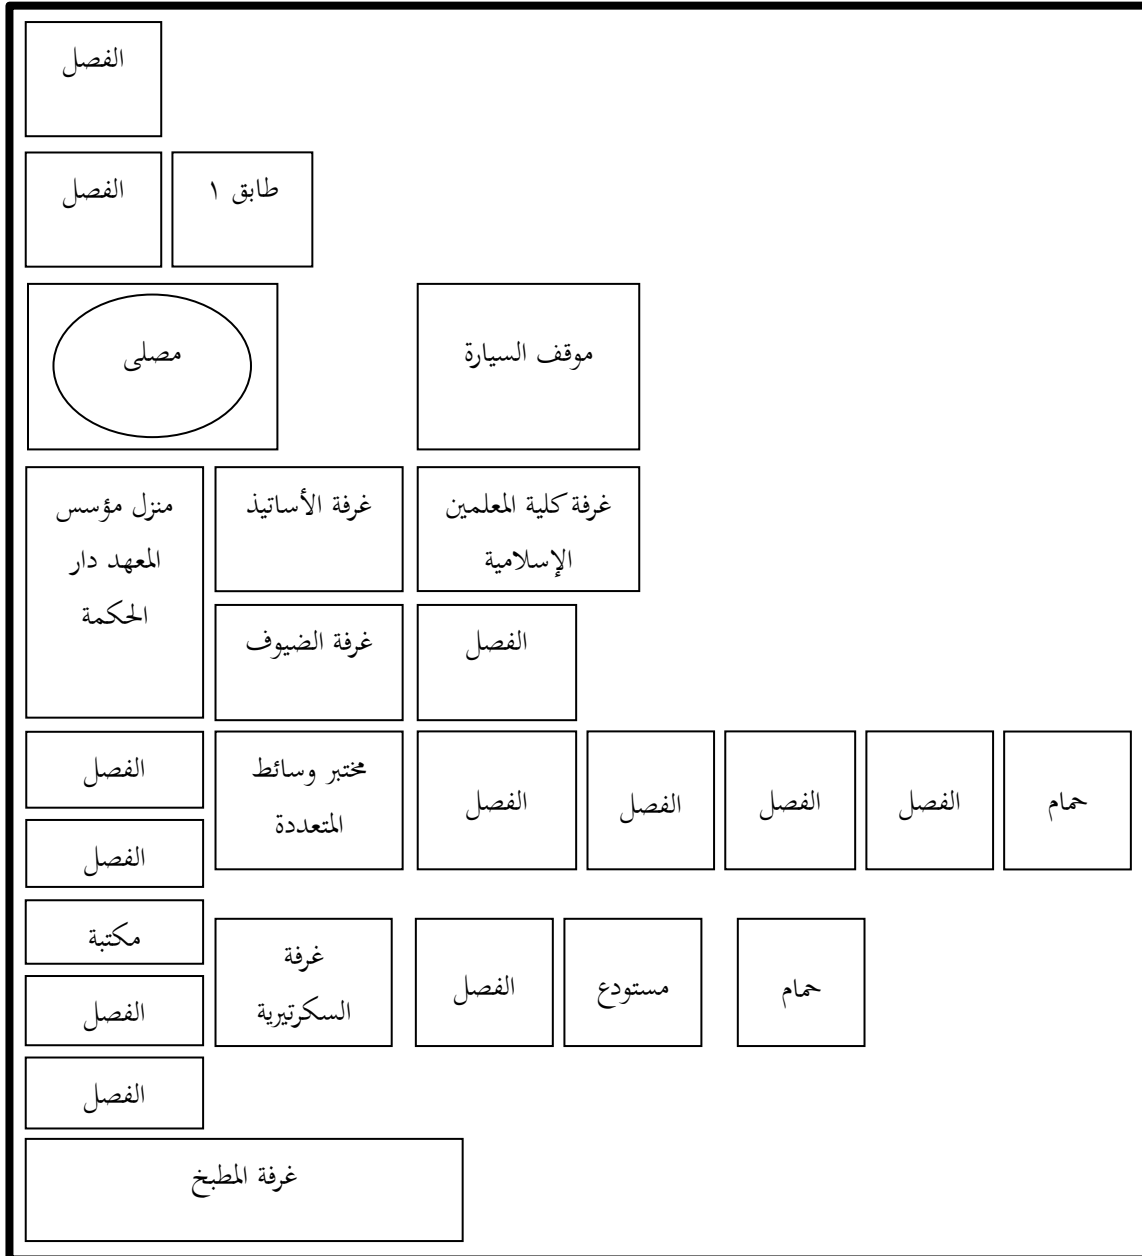 الفصل
طابق ١
الفصل
موقف السيارة
مصلى
غرفة كلية المعلمين
الإسلامية
غرفة الأساتيذ
منزل مؤسس
المعهد دار
الحكمة
الفصل
غرفة الضيوف
حمام
الفصل
الفصل
الفصل
الفصل
مختبر وسائط
المتعددة
الفصل
الفصل
حمام
مستودع
الفصل
غرفة
السكرتيرية
مكتبة
الفصل
الفصل
غرفة المطبخ